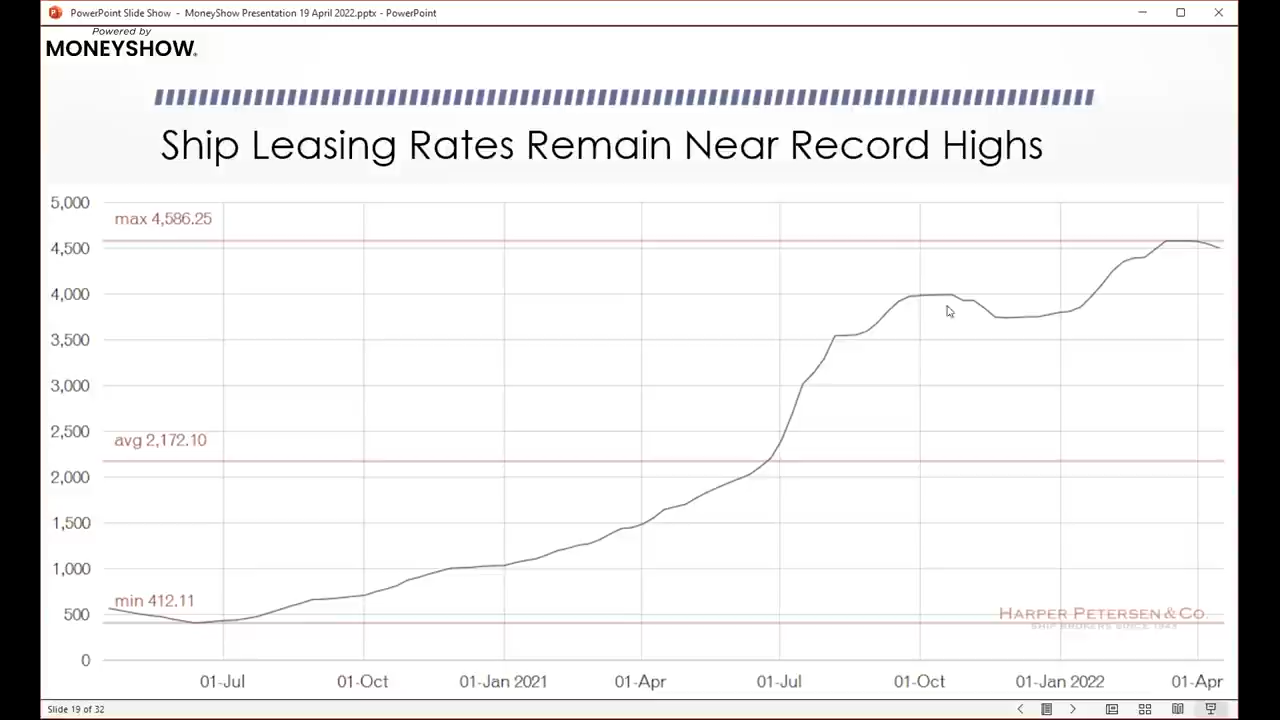 PowerPoint Slide Show - MoneyShow Presentation 19 April 2022.pptx - PowerPoint
Powered by
MONEYSHOW.
Ship Leasing Rates Remain Near Record Highs
5,000
max 4,586.25
4,500
4,000
3,500
3,000
2,500
avg 2,172.10
2,000
1,500
1,000
min 412.11
500
HARPER PETERSEN & CO.
SHIP BROKERS SINCE 1943
0
01-Jul 01-Oct 01-Jan 2021 01-Apr 01-Jul 01-Oct 01-Jan 2022 01-Apr
Slide 19 of 32